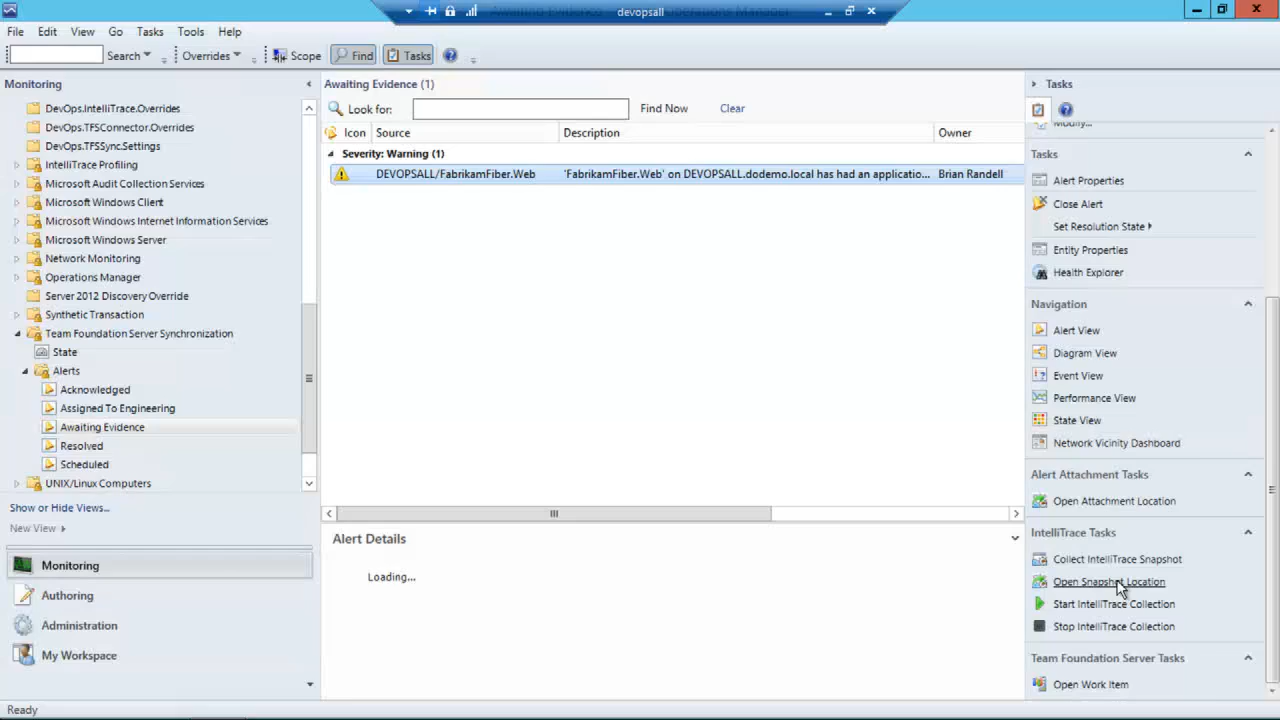 Awaiting Evidence
Operations Manager
devopsall
File Edit View Go Tasks Tools Help
Search Overrides Scope Find Tasks
Monitoring
DevOps.IntelliTrace.Overrides
DevOps.TFSConnector.Overrides
DevOps.TFSSync.Settings
IntelliTrace Profiling
Microsoft Audit Collection Services
Microsoft Windows Client
Microsoft Windows Internet Information Services
Microsoft Windows Server
Network Monitoring
Operations Manager
Server 2012 Discovery Override
Synthetic Transaction
Team Foundation Server Synchronization
State
Alerts
Acknowledged
Assigned To Engineering
Awaiting Evidence
Resolved
Scheduled
UNIX/Linux Computers
Show or Hide Views...
New View
Monitoring
Authoring
Administration
My Workspace
Ready
Awaiting Evidence (1)
Look for: Find Now Clear
Icon Source Description Owner
Severity: Warning (1)
DEVOPSALL/FabrikamFiber.Web 'FabrikamFiber.Web' on DEVOPSALL.dodemo.local has had an applicatio... Brian Randell
Alert Details
Loading...
Tasks
Modify...
Tasks
Alert Properties
Close Alert
Set Resolution State
Entity Properties
Health Explorer
Navigation
Alert View
Diagram View
Event View
Performance View
State View
Network Vicinity Dashboard
Alert Attachment Tasks
Open Attachment Location
IntelliTrace Tasks
Collect IntelliTrace Snapshot
Open Snapshot Location
Start IntelliTrace Collection
Stop IntelliTrace Collection
Team Foundation Server Tasks
Open Work Item